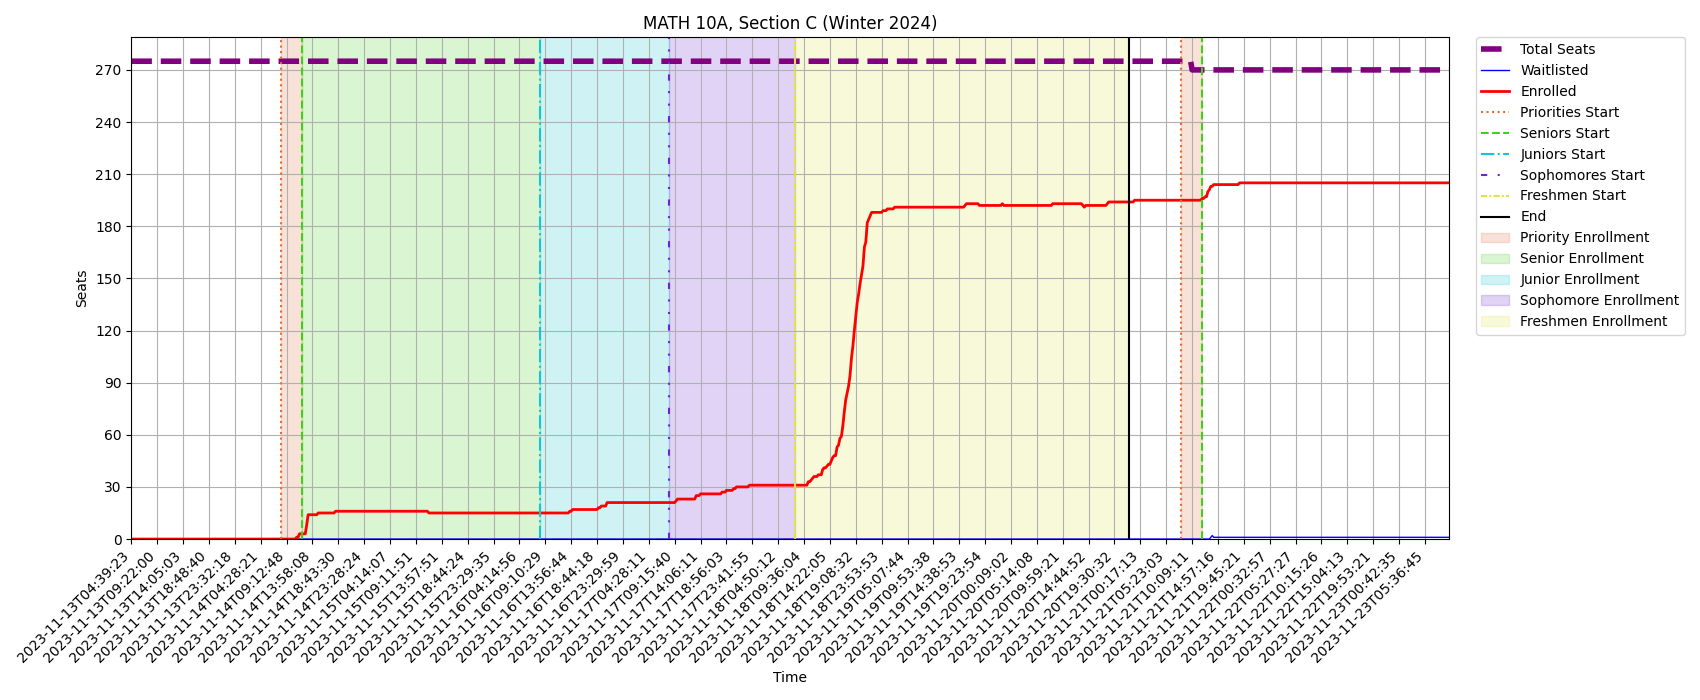 MATH 10A, Section C (Winter 2024)
Seats
270
240
210
180
150
120
90
60
30
0
2023-11-13T04:39:23
2023-11-13T09:22:00
2023-11-13T14:05:03
2023-11-13T18:48:40
2023-11-13T23:32:18
2023-11-14T04:28:21
2023-11-14T09:12:48
2023-11-14T13:58:08
2023-11-14T18:43:30
2023-11-14T23:28:24
2023-11-15T04:14:07
2023-11-15T09:11:51
2023-11-15T13:57:51
2023-11-15T18:44:24
2023-11-15T23:29:35
2023-11-16T04:14:56
2023-11-16T09:10:29
2023-11-16T13:56:44
2023-11-16T18:44:18
2023-11-16T23:29:59
2023-11-17T04:28:11
2023-11-17T09:15:40
2023-11-17T14:06:11
2023-11-17T18:56:03
2023-11-17T23:41:55
2023-11-18T04:50:12
2023-11-18T09:36:04
2023-11-18T14:22:05
2023-11-18T19:08:32
2023-11-18T23:53:53
2023-11-19T05:07:44
2023-11-19T09:53:38
2023-11-19T14:38:53
2023-11-19T19:23:54
2023-11-20T00:09:02
2023-11-20T05:14:08
2023-11-20T09:59:21
2023-11-20T14:44:52
2023-11-20T19:30:32
2023-11-21T00:17:13
2023-11-21T05:23:03
2023-11-21T10:09:11
2023-11-21T14:57:16
2023-11-21T19:45:21
2023-11-22T00:32:57
2023-11-22T05:27:27
2023-11-22T10:15:26
2023-11-22T15:04:13
2023-11-22T19:53:21
2023-11-23T00:42:35
2023-11-23T05:36:45
Time
Total Seats
Waitlisted
Enrolled
Priorities Start
Seniors Start
Juniors Start
Sophomores Start
Freshmen Start
End
Priority Enrollment
Senior Enrollment
Junior Enrollment
Sophomore Enrollment
Freshmen Enrollment